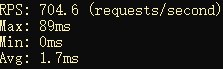 RPS: 704.6 (requests/second)
Max: 89ms
Min: 0ms
Avg: 1.7ms